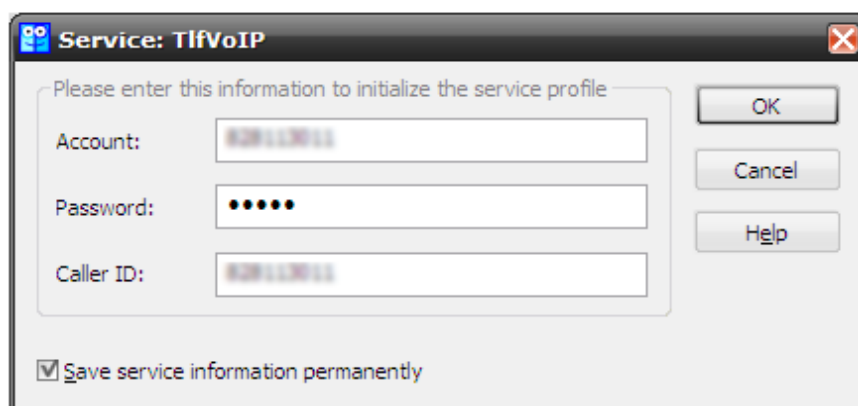 Service: TlfVoIP
Please enter this information to initialize the service profile
Account:
OK
Cancel
Password: •••••
Help
Caller ID:
Save service information permanently